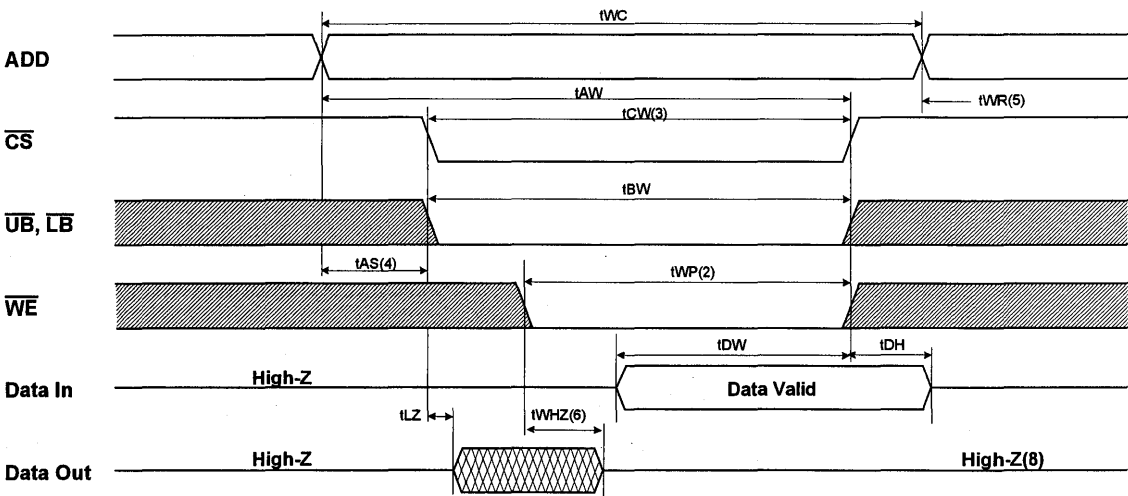 tWC
ADD
tAW
tWR(5)
tCW(3)
CS
tBW
UB, LB
tAS(4)
tWP(2)
WE
tDW
tDH
High-Z
Data In
Data Valid
tLZ
tWHZ(6)
High-Z
High-Z(8)
Data Out